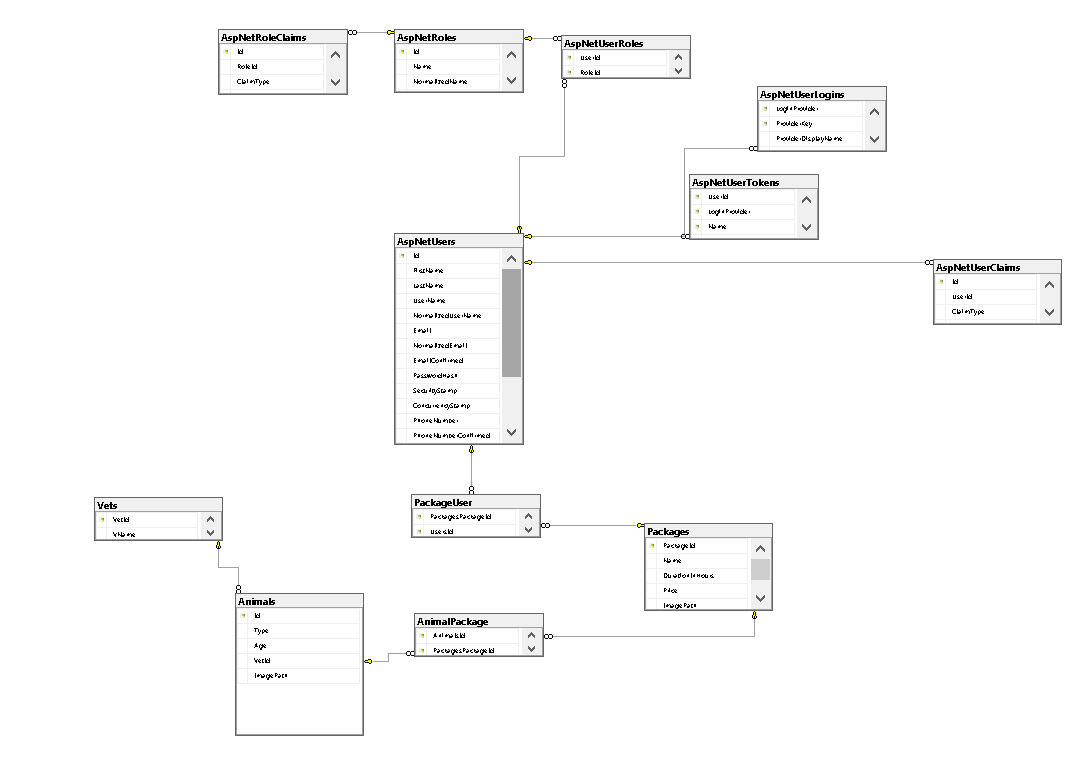 AspNetRoleClaims
Id
RoleId
ClaimType
AspNetRoles
Id
Name
NormalizedName
AspNetUserRoles
UserId
RoleId
AspNetUserLogins
LoginProvider
ProviderKey
ProviderDisplayName
AspNetUserTokens
UserId
LoginProvider
Name
AspNetUsers
Id
FirstName
LastName
UserName
NormalizedUserName
Email
NormalizedEmail
EmailConfirmed
PasswordHash
SecurityStamp
ConcurrencyStamp
PhoneNumber
PhoneNumberConfirmed
AspNetUserClaims
Id
UserId
ClaimType
PackageUser
PackagesPackageId
UsersId
Vets
VetId
VName
Packages
PackageId
Name
DurationInHours
Price
ImagePath
Animals
Id
Type
Age
VetId
ImagePath
AnimalPackage
AnimalsId
PackagesPackageId